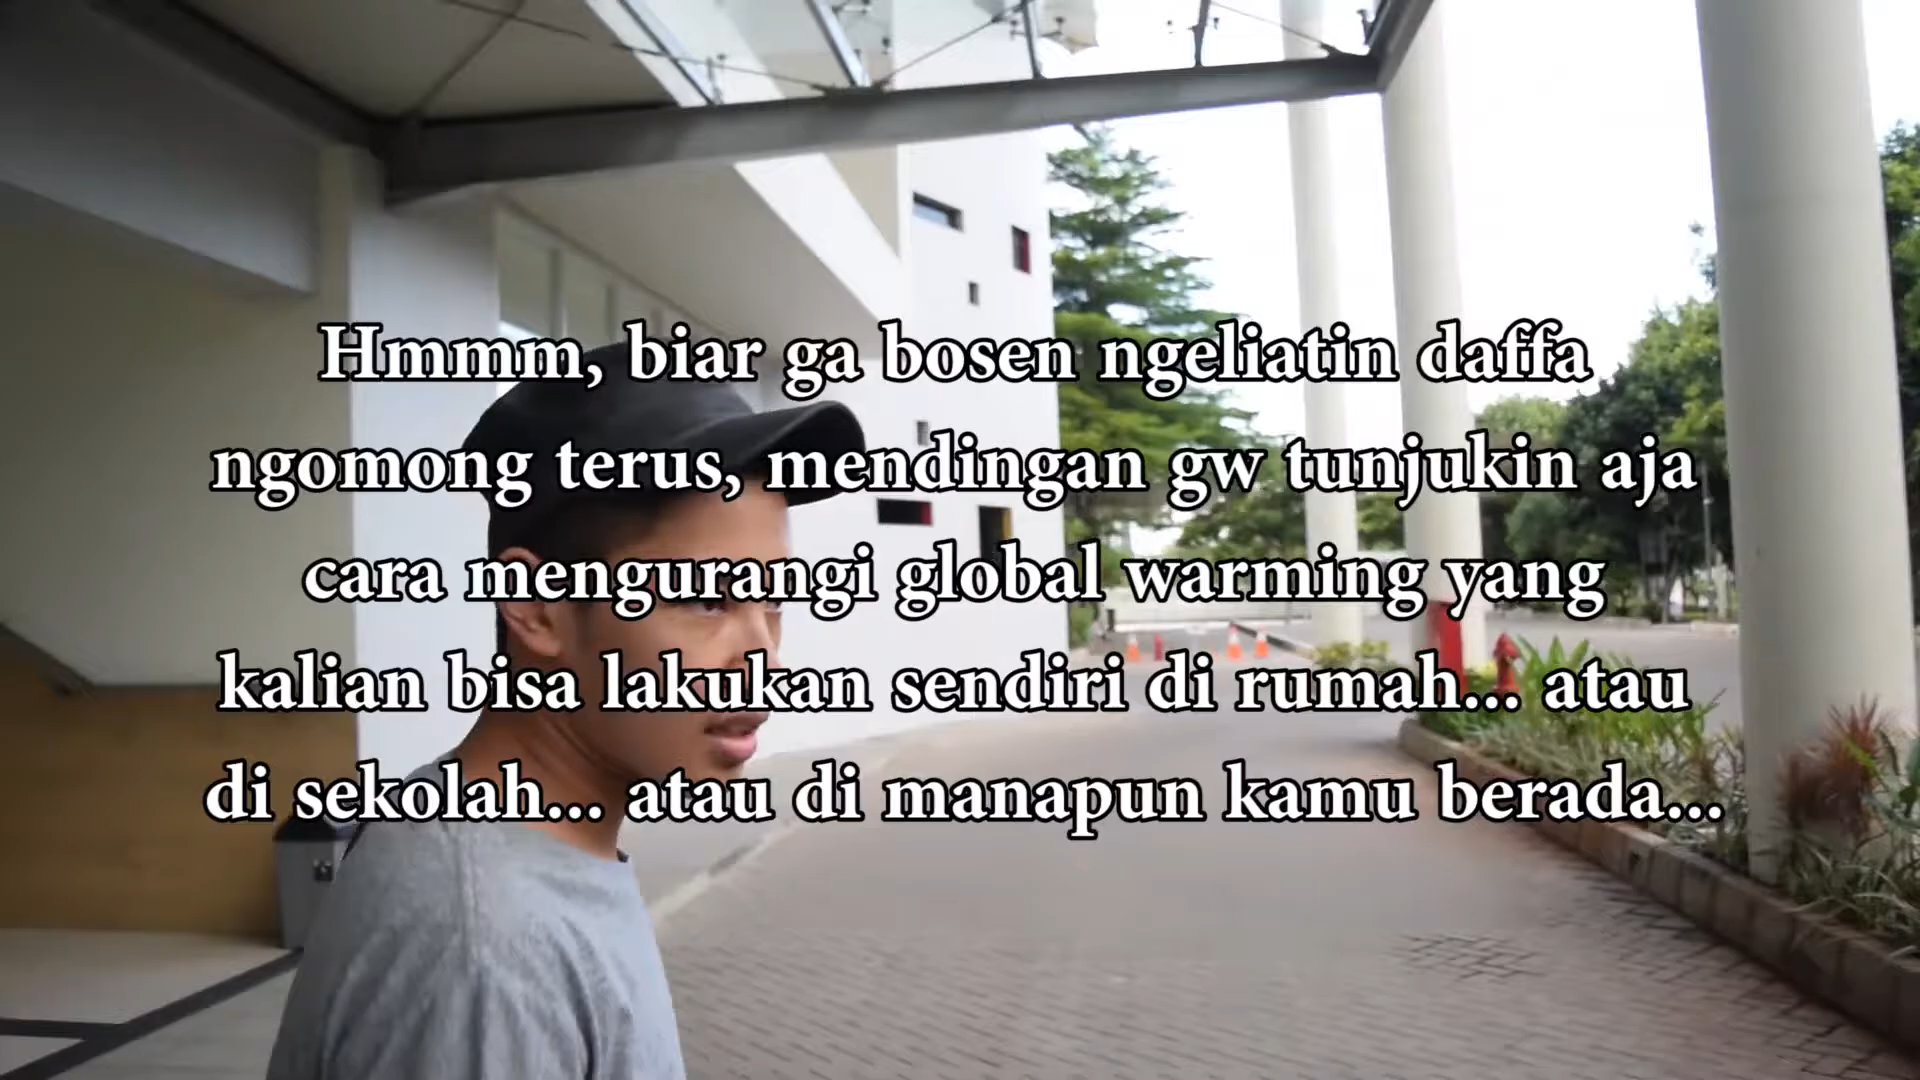 Hmmm, biar ga bosen ngeliatin daffa
ngomong terus, mendingan gw tunjukin aja
cara mengurangi global warming yang
kalian bisa lakukan sendiri di rumah... atau
di sekolah... atau di manapun kamu berada...